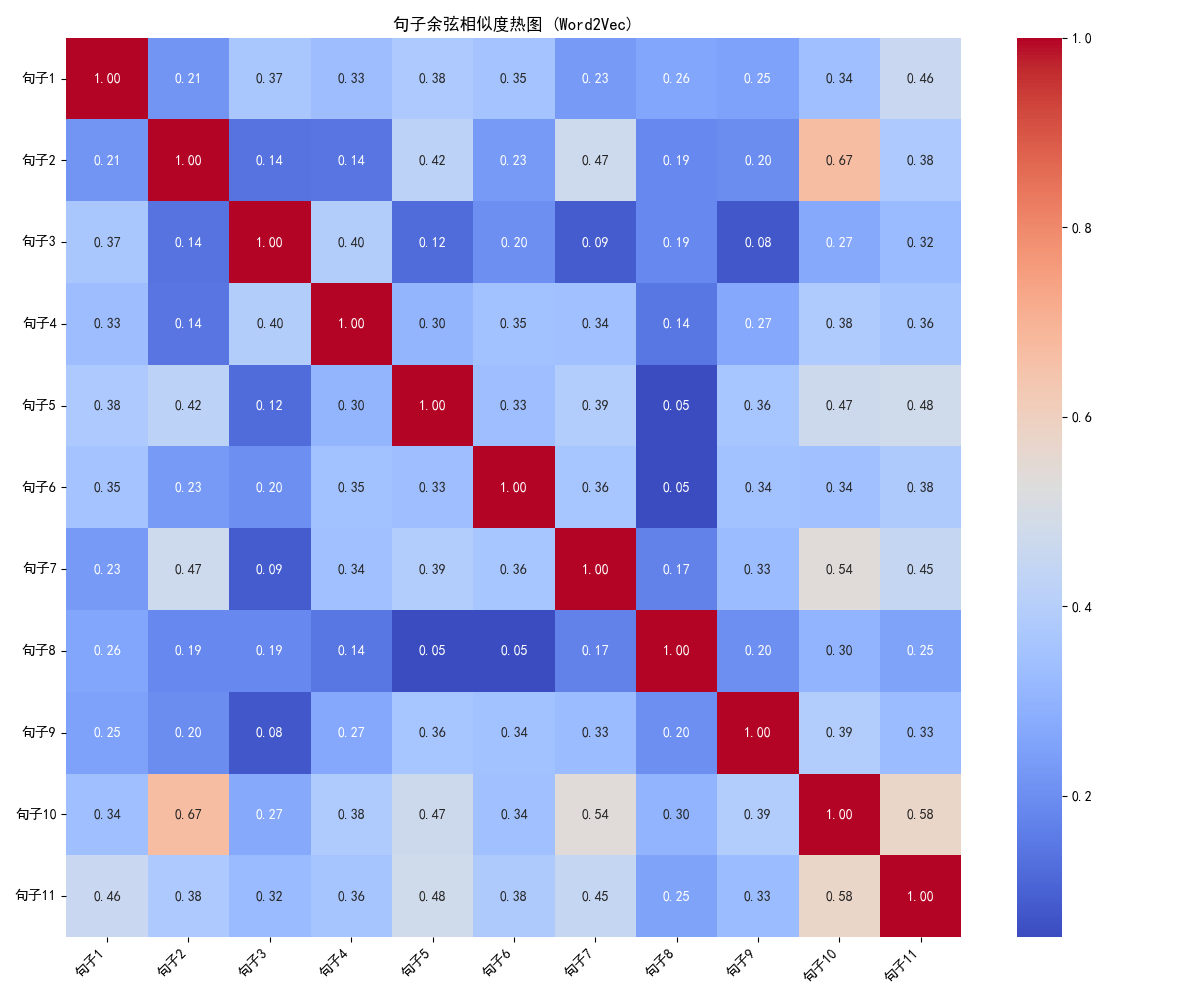 句子余弦相似度热图 (Word2Vec)
句子1 1.00 0.21 0.37 0.33 0.38 0.35 0.23 0.26 0.25 0.34 0.46
句子2 0.21 1.00 0.14 0.14 0.42 0.23 0.47 0.19 0.20 0.67 0.38
句子3 0.37 0.14 1.00 0.40 0.12 0.20 0.09 0.19 0.08 0.27 0.32
句子4 0.33 0.14 0.40 1.00 0.30 0.35 0.34 0.14 0.27 0.38 0.36
句子5 0.38 0.42 0.12 0.30 1.00 0.33 0.39 0.05 0.36 0.47 0.48
句子6 0.35 0.23 0.20 0.35 0.33 1.00 0.36 0.05 0.34 0.34 0.38
句子7 0.23 0.47 0.09 0.34 0.39 0.36 1.00 0.17 0.33 0.54 0.45
句子8 0.26 0.19 0.19 0.14 0.05 0.05 0.17 1.00 0.20 0.30 0.25
句子9 0.25 0.20 0.08 0.27 0.36 0.34 0.33 0.20 1.00 0.39 0.33
句子10 0.34 0.67 0.27 0.38 0.47 0.34 0.54 0.30 0.39 1.00 0.58
句子11 0.46 0.38 0.32 0.36 0.48 0.38 0.45 0.25 0.33 0.58 1.00
句子1 句子2 句子3 句子4 句子5 句子6 句子7 句子8 句子9 句子10 句子11
1.0
0.8
0.6
0.4
0.2